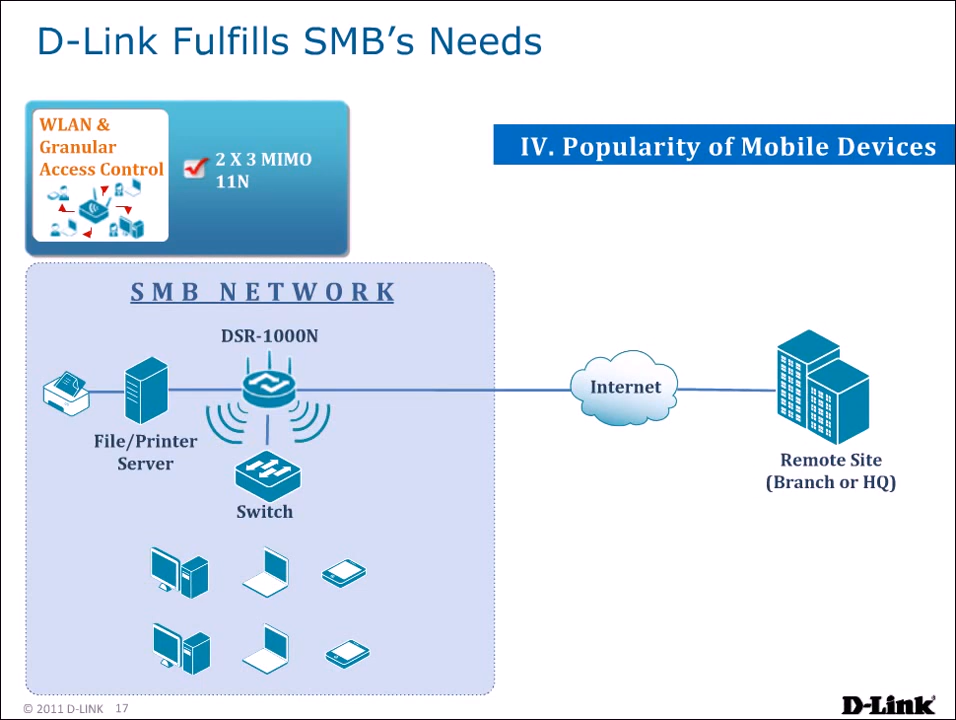 D-Link Fulfills SMB's Needs
WLAN &
Granular
Access Control
2 X 3 MIMO
11N
IV. Popularity of Mobile Devices
SMB NETWORK
DSR-1000N
Internet
File/Printer
Server
Switch
Remote Site
(Branch or HQ)
© 2011 D-LINK 17
D-Link